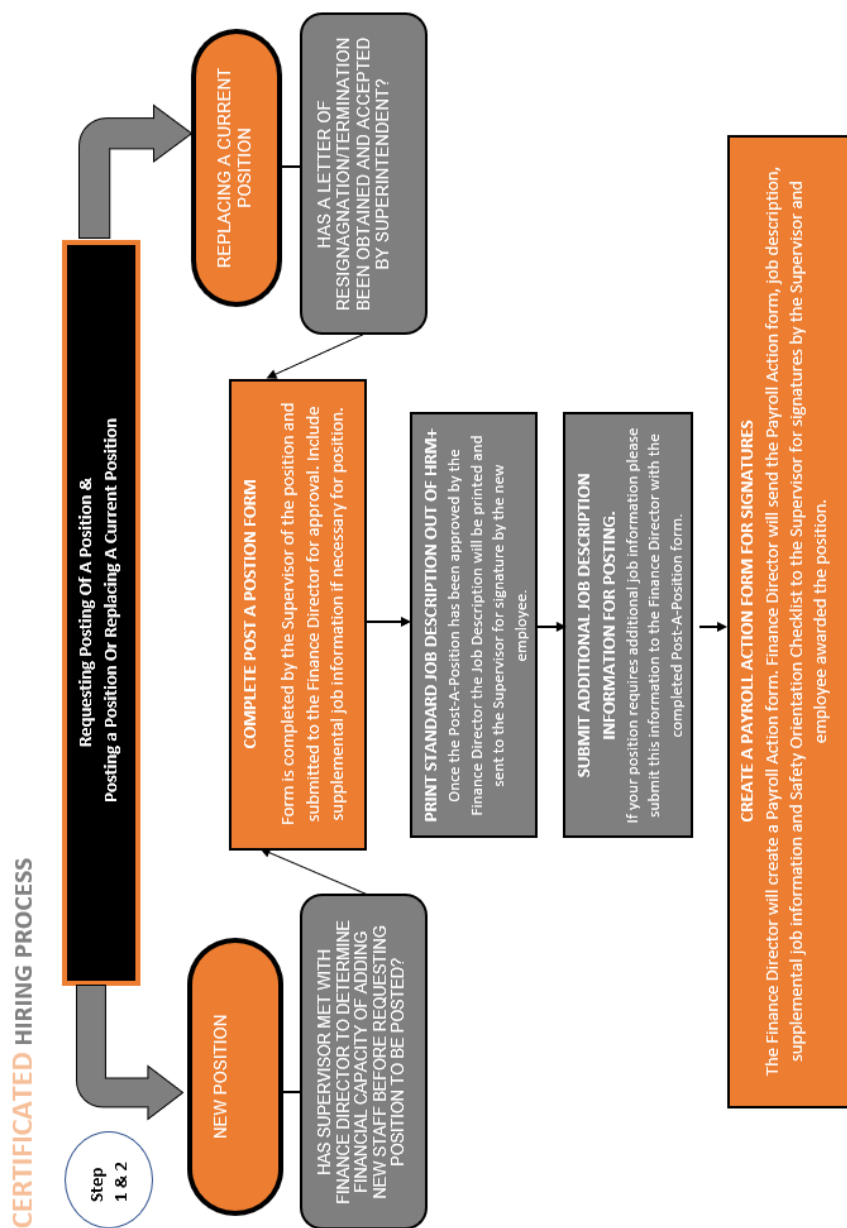 CERTIFICATED HIRING PROCESS
Step
1 & 2
Requesting Posting Of A Position &
Posting a Position Or Replacing A Current Position
NEW POSITION
HAS SUPERVISOR MET WITH
FINANCE DIRECTOR TO DETERMINE
FINANCIAL CAPACITY OF ADDING
NEW STAFF BEFORE REQUESTING
POSITION TO BE POSTED?
REPLACING A CURRENT
POSITION
HAS A LETTER OF
RESIGNAGNATION/TERMINATION
BEEN OBTAINED AND ACCEPTED
BY SUPERINTENDENT?
COMPLETE POST A POSTION FORM
Form is completed by the Supervisor of the position and
submitted to the Finance Director for approval. Include
supplemental job information if necessary for position.
PRINT STANDARD JOB DESCRIPTION OUT OF HRM+
Once the Post-A-Position has been approved by the
Finance Director the Job Description will be printed and
sent to the Supervisor for signature by the new
employee.
SUBMIT ADDITIONAL JOB DESCRIPTION
INFORMATION FOR POSTING.
If your position requires additional job information please
submit this information to the Finance Director with the
completed Post-A-Position form.
CREATE A PAYROLL ACTION FORM FOR SIGNATURES
The Finance Director will create a Payroll Action form. Finance Director will send the Payroll Action form, job description,
supplemental job information and Safety Orientation Checklist to the Supervisor for signatures by the Supervisor and
employee awarded the position.